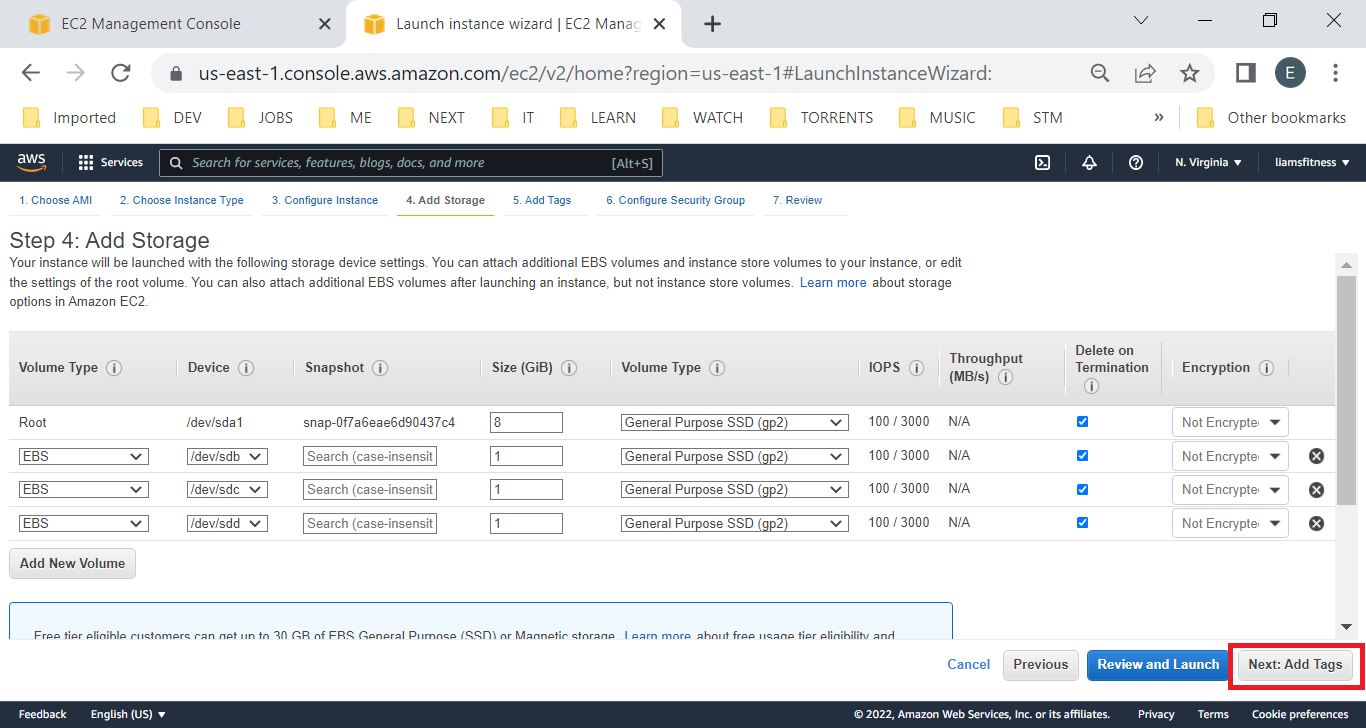 EC2 Management Console
Launch instance wizard | EC2 Manag
us-east-1.console.aws.amazon.com/ec2/v2/home?region=us-east-1#LaunchInstanceWizard:
E
Imported DEV JOBS ME NEXT IT LEARN WATCH TORRENTS MUSIC STM » Other bookmarks
aws Services Search for services, features, blogs, docs, and more [Alt+S] N. Virginia liamsfitness
1. Choose AMI 2. Choose Instance Type 3. Configure Instance 4. Add Storage 5. Add Tags 6. Configure Security Group 7. Review
Step 4: Add Storage
Your instance will be launched with the following storage device settings. You can attach additional EBS volumes and instance store volumes to your instance, or edit
the settings of the root volume. You can also attach additional EBS volumes after launching an instance, but not instance store volumes. Learn more about storage
options in Amazon EC2.
Volume Type Device Snapshot Size (GiB) Volume Type IOPS Throughput (MB/s) Delete on Termination Encryption
Root /dev/sda1 snap-0f7a6eae6d90437c4 8 General Purpose SSD (gp2) 100 / 3000 N/A Not Encrypte
EBS /dev/sdb Search (case-insensit 1 General Purpose SSD (gp2) 100 / 3000 N/A Not Encrypte
EBS /dev/sdc Search (case-insensit 1 General Purpose SSD (gp2) 100 / 3000 N/A Not Encrypte
EBS /dev/sdd Search (case-insensit 1 General Purpose SSD (gp2) 100 / 3000 N/A Not Encrypte
Add New Volume
Free tier eligible customers can get up to 30 GB of EBS General Purpose (SSD) or Magnetic storage. Learn more about free usage tier eligibility and
Cancel Previous Review and Launch Next: Add Tags
Feedback English (US) © 2022, Amazon Web Services, Inc. or its affiliates. Privacy Terms Cookie preferences